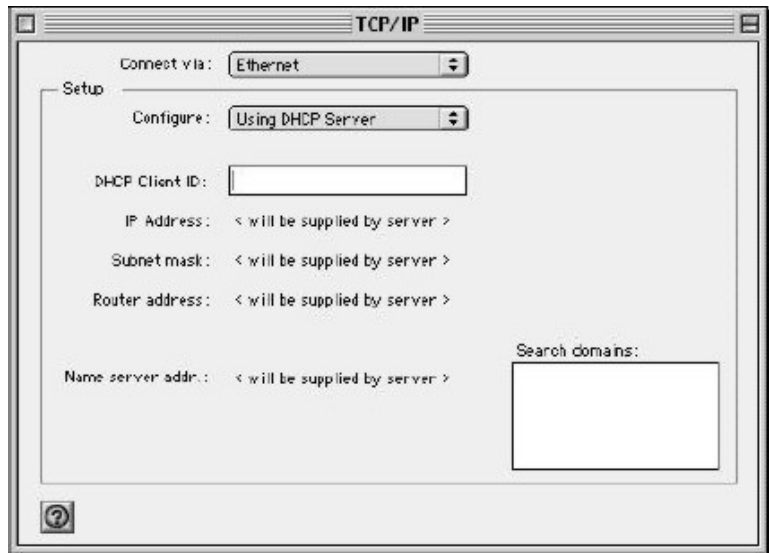 TCP/IP
Connect via: Ethernet
Setup
Configure: Using DHCP Server
DHCP Client ID:
IP Address: < will be supplied by server >
Subnet mask: < will be supplied by server >
Router address: < will be supplied by server >
Search domains:
Name server addr.: < will be supplied by server >
?